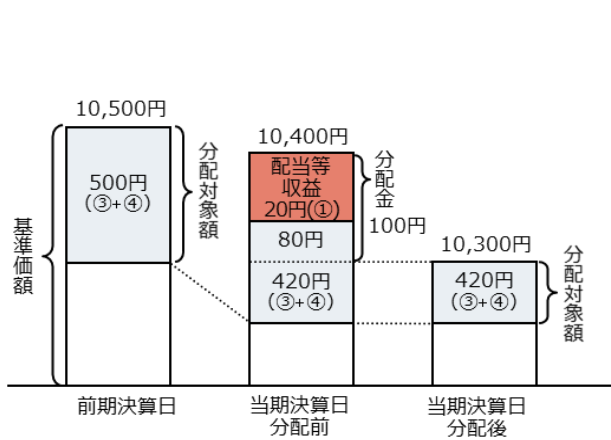 10,500円
500円
(③+④)
分配対象額
基準価額
10,400円
配当等
収益
20円(①)
80円
420円
(③+④)
分配金
100円
10,300円
420円
(③+④)
分配対象額
前期決算日
当期決算日
分配前
当期決算日
分配後